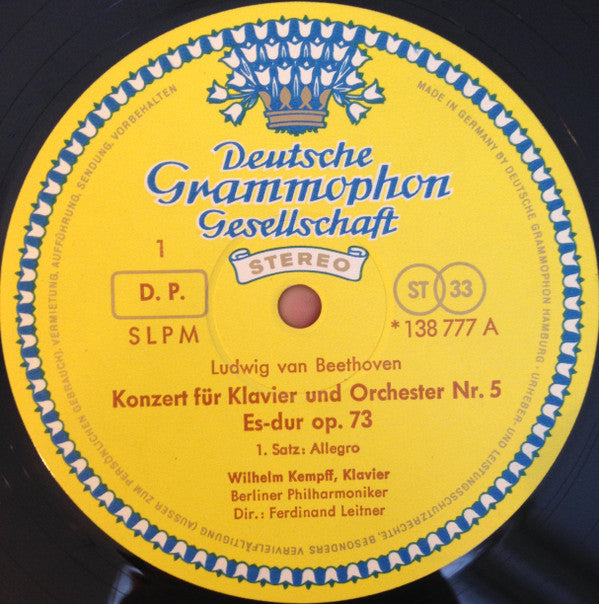 Deutsche
Grammophon
Gesellschaft
STEREO
1
D. P.
SLPM
ST 33
*138 777 A
Ludwig van Beethoven
Konzert für Klavier und Orchester Nr. 5
Es-dur op. 73
1. Satz: Allegro
Wilhelm Kempff, Klavier
Berliner Philharmoniker
Dir.: Ferdinand Leitner
MADE IN GERMANY BY DEUTSCHE GRAMMOPHON HAMBURG · URHEBER- UND LEISTUNGSSCHUTZRECHTE, BESONDERS VERVIELFÄLTIGUNG (AUSSER ZUM PERSÖNLICHEN GEBRAUCH), VERMIETUNG, AUFFÜHRUNG, SENDUNG, VORBEHALTEN